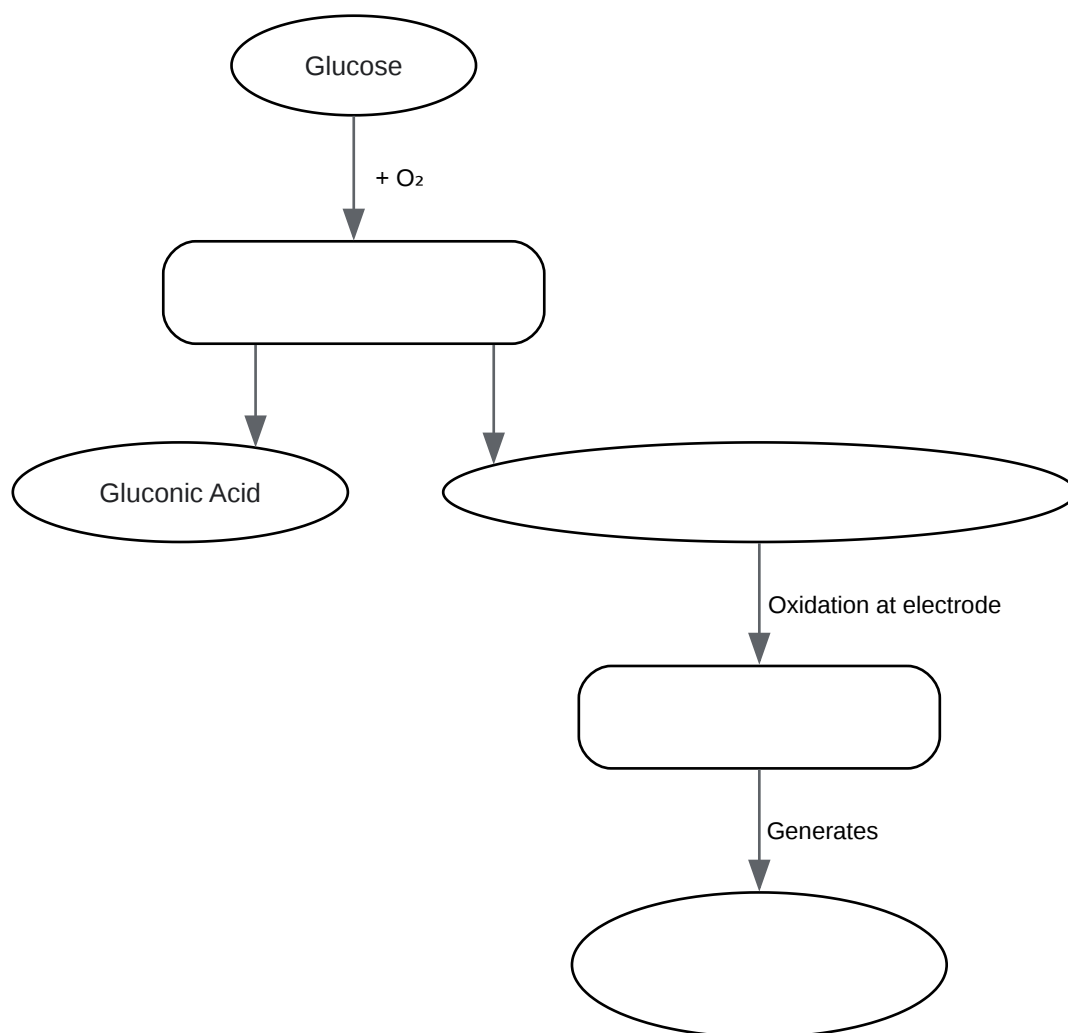 Glucose
+ O₂
Gluconic Acid
Oxidation at electrode
Generates